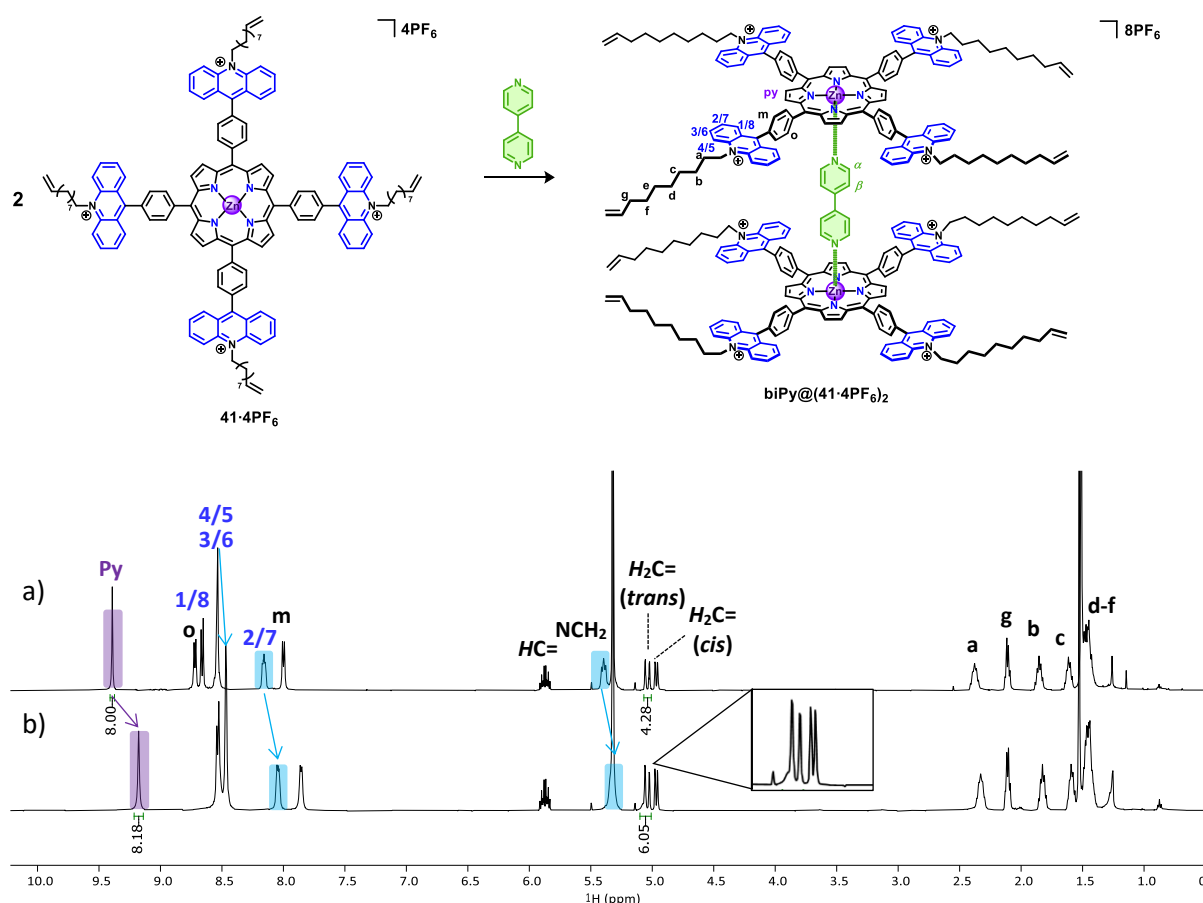 4PF6
7
N
⊕
2
N
⊕
7
N
N
N
N
Zn
N
⊕
7
N
⊕
7
41·4PF6
N
N
8PF6
N
⊕
N
⊕
py
N
N
N
N
Zn
m
o
2/7
1/8
3/6
4/5
N
⊕
N
⊕
a
b
c
d
e
f
g
N
α
β
N
N
⊕
N
⊕
N
N
N
N
Zn
N
⊕
N
⊕
biPy@(41·4PF6)2
a)
Py
o
1/8
4/5
3/6
2/7
m
HC=
NCH2
H2C=
(trans)
H2C=
(cis)
a
g
b
c
d-f
8.00
4.28
b)
8.18
6.05
10.0 9.5 9.0 8.5 8.0 7.5 7.0 6.5 6.0 5.5 5.0 4.5 4.0 3.5 3.0 2.5 2.0 1.5 1.0 0
1H (ppm)